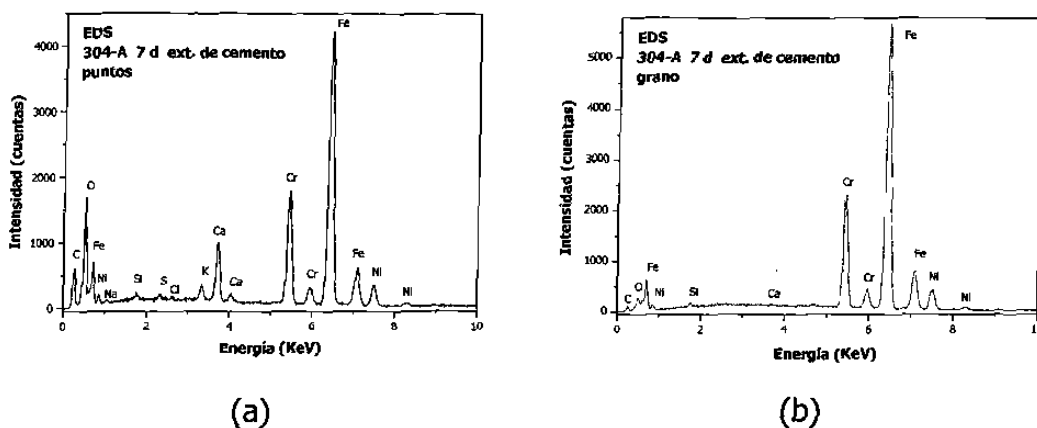 EDS
304-A 7 d ext. de cemento
puntos
Intensidad (cuentas)
4000
3000
2000
1000
0
C
O
Fe
Ni
Na
Si
S
Cl
K
Ca
Ca
Cr
Cr
Fe
Fe
Ni
Ni
0 2 4 6 8 10
Energía (KeV)
(a)
EDS
304-A 7 d ext. de cemento
grano
Intensidad (cuentas)
5000
4000
3000
2000
1000
0
C
O
Fe
Ni
Si
Ca
Cr
Cr
Fe
Fe
Ni
Ni
0 2 4 6 8
Energía (KeV)
(b)